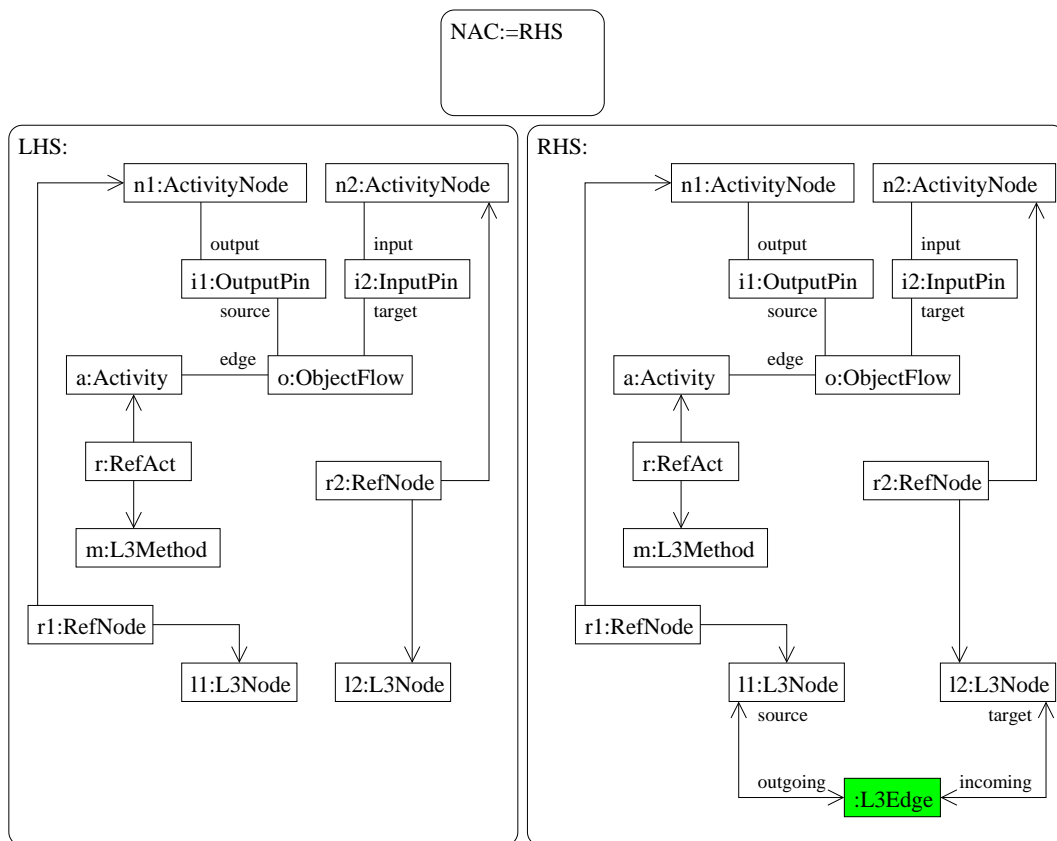 NAC:=RHS
LHS:
n1:ActivityNode
n2:ActivityNode
output
input
i1:OutputPin
i2:InputPin
source
target
edge
a:Activity
o:ObjectFlow
r:RefAct
r2:RefNode
m:L3Method
r1:RefNode
l1:L3Node
l2:L3Node
RHS:
n1:ActivityNode
n2:ActivityNode
output
input
i1:OutputPin
i2:InputPin
source
target
edge
a:Activity
o:ObjectFlow
r:RefAct
r2:RefNode
m:L3Method
r1:RefNode
l1:L3Node
l2:L3Node
source
target
outgoing
incoming
:L3Edge